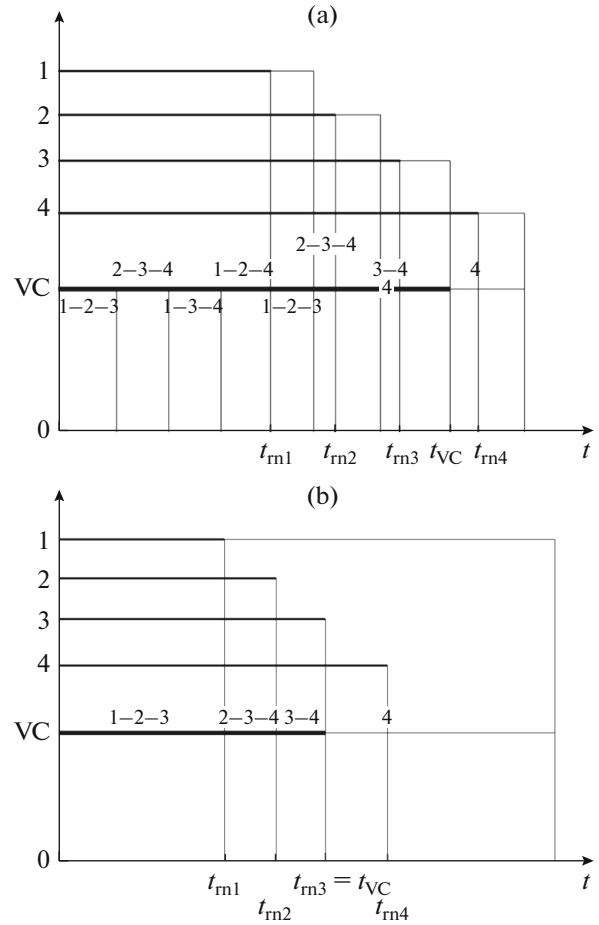 (a)
1
2
3
4
2–3–4
2–3–4 1–2–4 3–4 4
VC
1–2–3 1–3–4 1–2–3 4
0
t_rn1 t_rn2 t_rn3 t_VC t_rn4 t
(b)
1
2
3
4
1–2–3 2–3–4 3–4 4
VC
0
t_rn1 t_rn3 = t_VC t
t_rn2 t_rn4